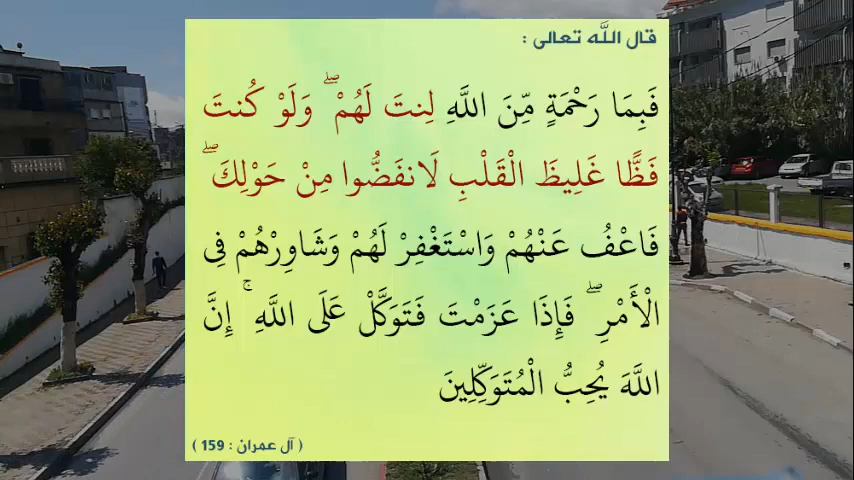 قال الله تعالى :
فَبِمَا رَحْمَةٍ مِّنَ اللَّهِ لِنتَ لَهُمْ ۖ وَلَوْ كُنتَ
فَظًّا غَلِيظَ الْقَلْبِ لَانفَضُّوا مِنْ حَوْلِكَ ۖ
فَاعْفُ عَنْهُمْ وَاسْتَغْفِرْ لَهُمْ وَشَاوِرْهُمْ فِي
الْأَمْرِ ۖ فَإِذَا عَزَمْتَ فَتَوَكَّلْ عَلَى اللَّهِ ۚ إِنَّ
اللَّهَ يُحِبُّ الْمُتَوَكِّلِينَ
( آل عمران : 159 )